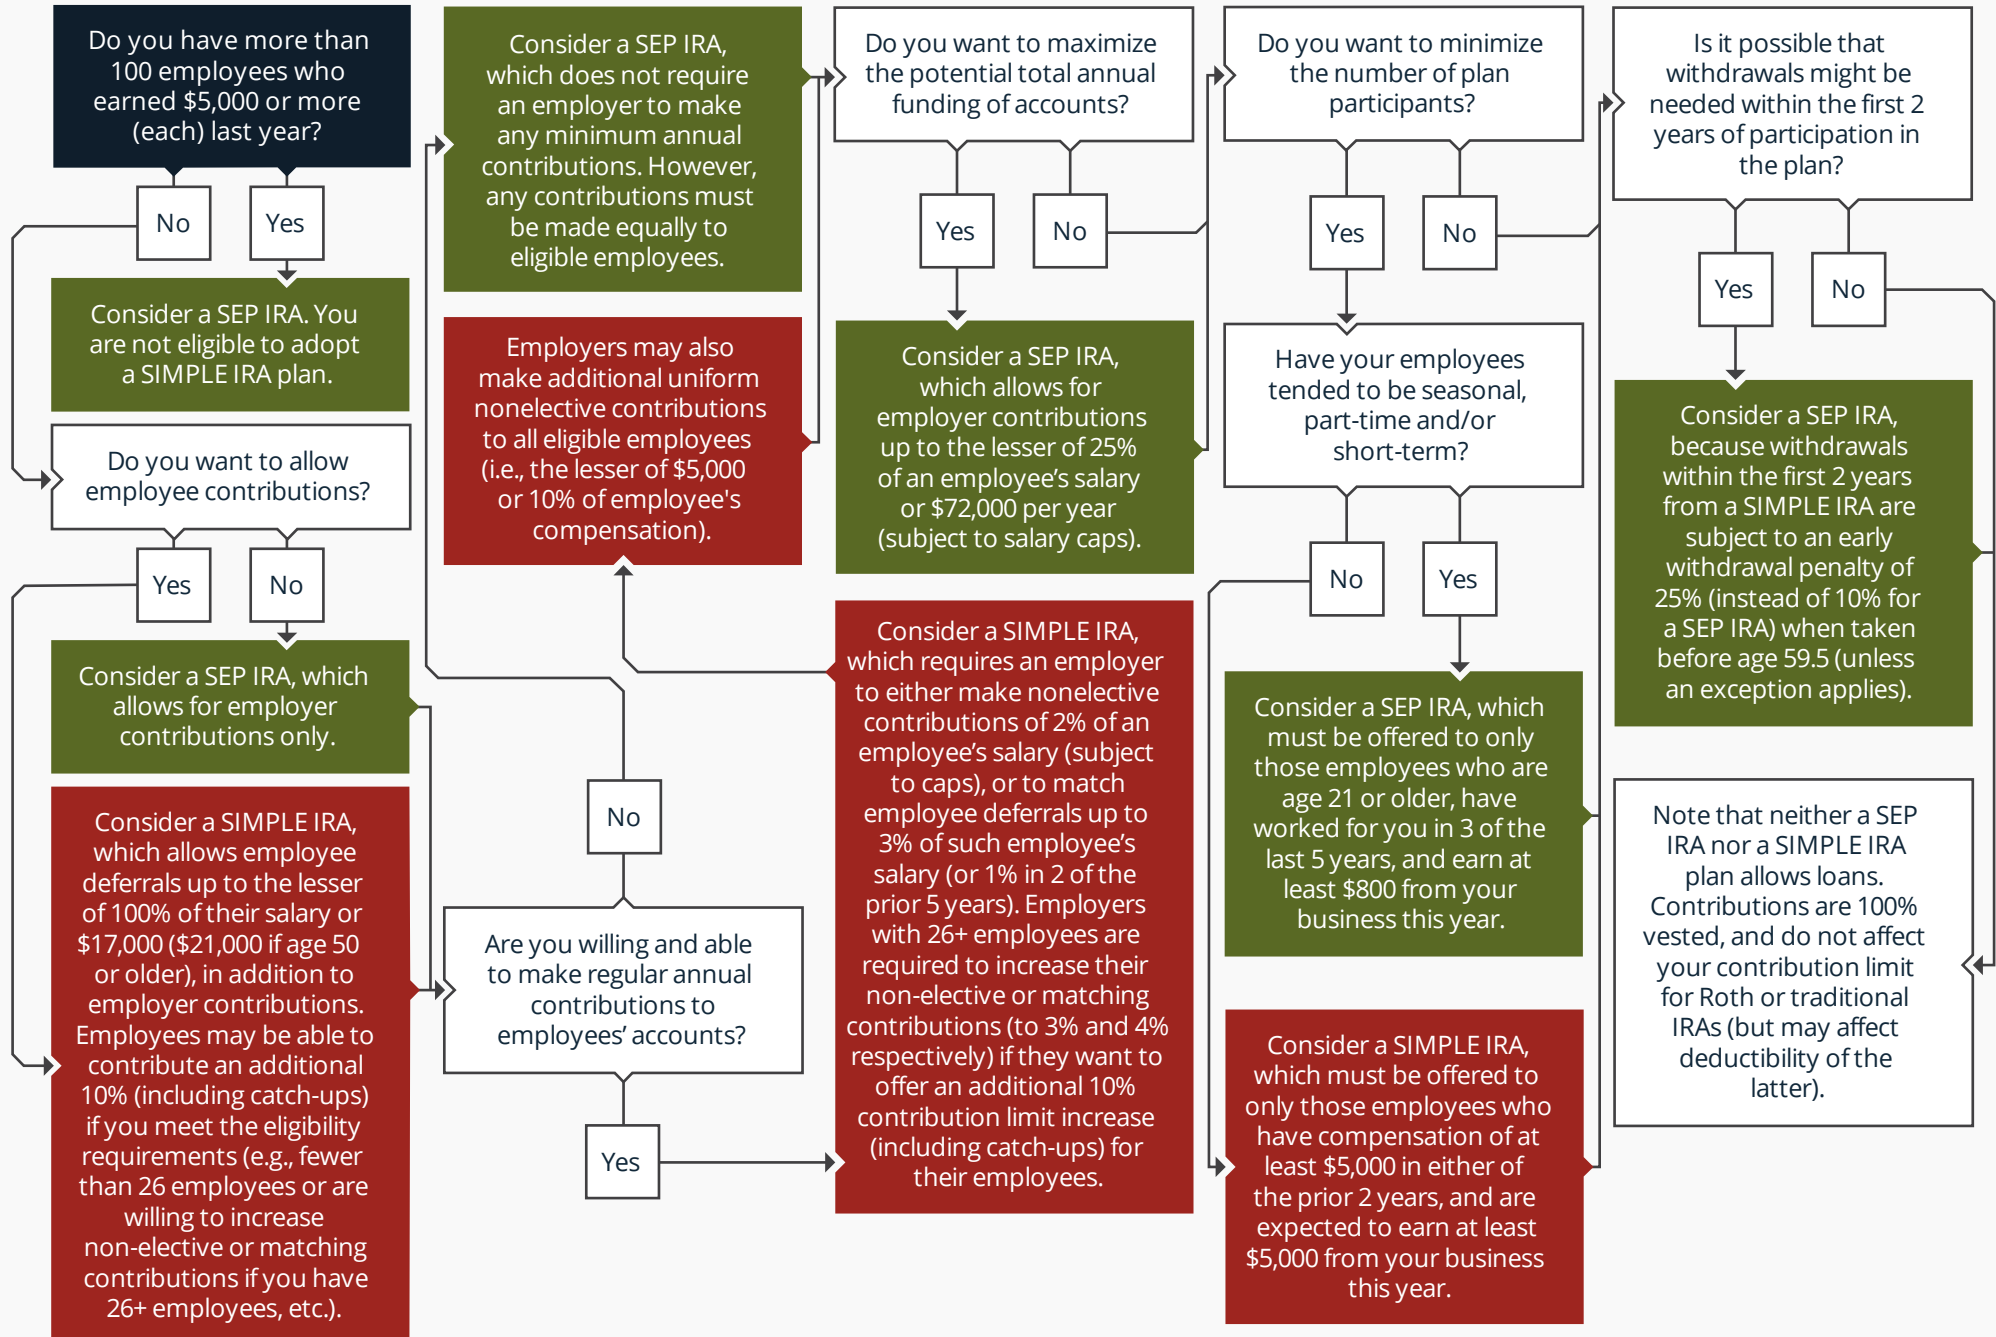 Do you have more than
100 employees who
earned $5,000 or more
(each) last year?
No
Yes
Consider a SEP IRA. You
are not eligible to adopt
a SIMPLE IRA plan.
Do you want to allow
employee contributions?
Yes
No
Consider a SEP IRA, which
allows for employer
contributions only.
Consider a SIMPLE IRA,
which allows employee
deferrals up to the lesser
of 100% of their salary or
$17,000 ($21,000 if age 50
or older), in addition to
employer contributions.
Employees may be able to
contribute an additional
10% (including catch-ups)
if you meet the eligibility
requirements (e.g., fewer
than 26 employees or are
willing to increase
non-elective or matching
contributions if you have
26+ employees, etc.).
Consider a SEP IRA,
which does not require
an employer to make
any minimum annual
contributions. However,
any contributions must
be made equally to
eligible employees.
Employers may also
make additional uniform
nonelective contributions
to all eligible employees
(i.e., the lesser of $5,000
or 10% of employee's
compensation).
No
Are you willing and able
to make regular annual
contributions to
employees’ accounts?
Yes
Do you want to maximize
the potential total annual
funding of accounts?
Yes
No
Consider a SEP IRA,
which allows for
employer contributions
up to the lesser of 25%
of an employee’s salary
or $72,000 per year
(subject to salary caps).
Consider a SIMPLE IRA,
which requires an employer
to either make nonelective
contributions of 2% of an
employee’s salary (subject
to caps), or to match
employee deferrals up to
3% of such employee’s
salary (or 1% in 2 of the
prior 5 years). Employers
with 26+ employees are
required to increase their
non-elective or matching
contributions (to 3% and 4%
respectively) if they want to
offer an additional 10%
contribution limit increase
(including catch-ups) for
their employees.
Do you want to minimize
the number of plan
participants?
Yes
No
Have your employees
tended to be seasonal,
part-time and/or
short-term?
No
Yes
Consider a SEP IRA, which
must be offered to only
those employees who are
age 21 or older, have
worked for you in 3 of the
last 5 years, and earn at
least $800 from your
business this year.
Consider a SIMPLE IRA,
which must be offered to
only those employees who
have compensation of at
least $5,000 in either of
the prior 2 years, and are
expected to earn at least
$5,000 from your business
this year.
Is it possible that
withdrawals might be
needed within the first 2
years of participation in
the plan?
Yes
No
Consider a SEP IRA,
because withdrawals
within the first 2 years
from a SIMPLE IRA are
subject to an early
withdrawal penalty of
25% (instead of 10% for
a SEP IRA) when taken
before age 59.5 (unless
an exception applies).
Note that neither a SEP
IRA nor a SIMPLE IRA
plan allows loans.
Contributions are 100%
vested, and do not affect
your contribution limit
for Roth or traditional
IRAs (but may affect
deductibility of the
latter).